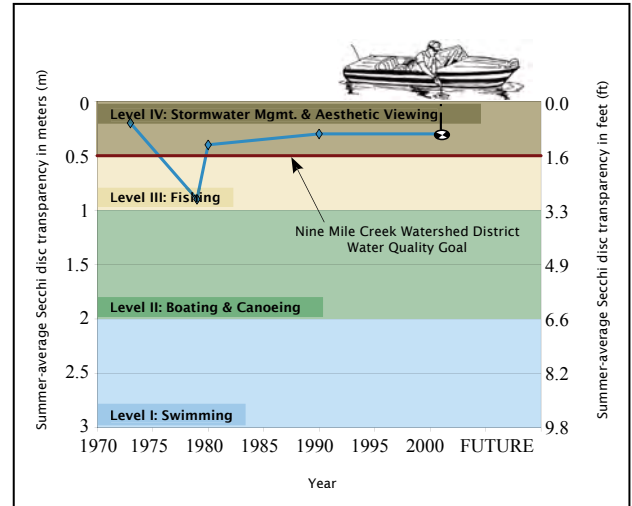 Summer-average Secchi disc transparency in meters (m)
0
0.5
1
1.5
2
2.5
3
Level IV: Stormwater Mgmt. & Aesthetic Viewing
Level III: Fishing
Nine Mile Creek Watershed District
Water Quality Goal
Level II: Boating & Canoeing
Level I: Swimming
0.0
1.6
3.3
4.9
6.6
8.2
9.8
Summer-average Secchi disc transparency in feet (ft)
1970 1975 1980 1985 1990 1995 2000 FUTURE
Year